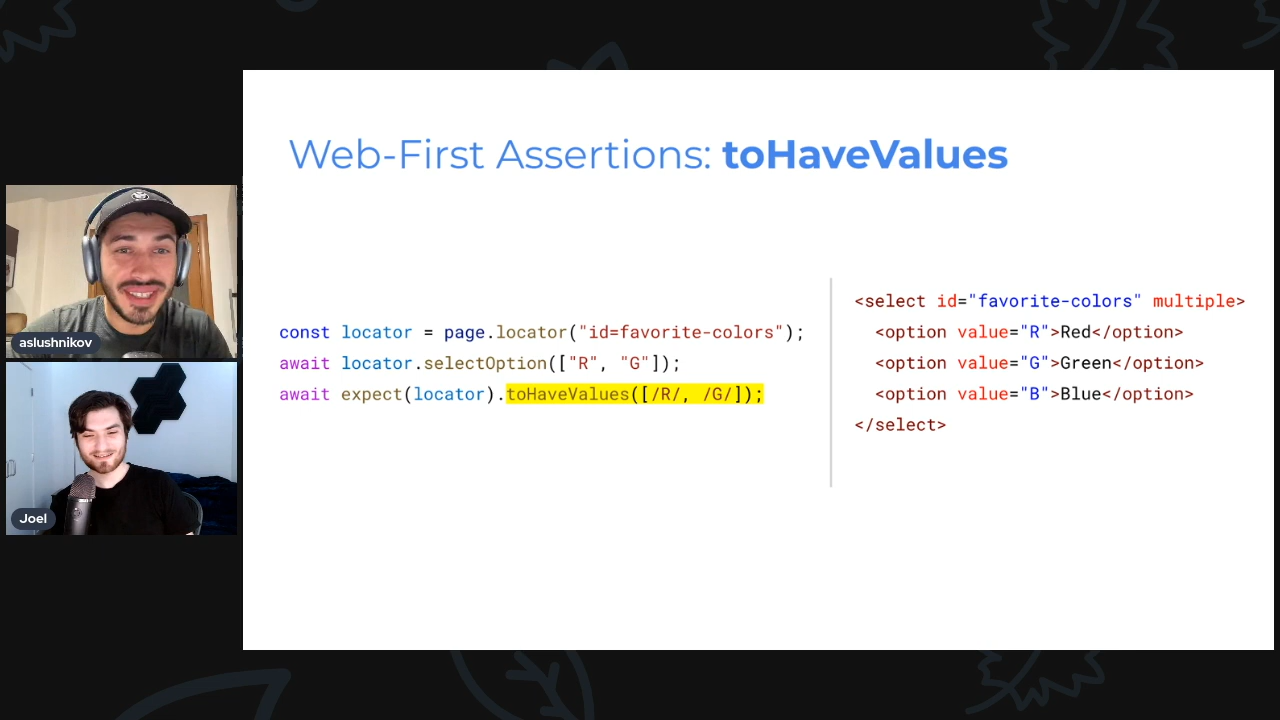 Web-First Assertions: toHaveValues
aslushnikov
Joel
const locator = page.locator("id=favorite-colors");
await locator.selectOption(["R", "G"]);
await expect(locator).toHaveValues([/R/, /G/]);
<select id="favorite-colors" multiple>
<option value="R">Red</option>
<option value="G">Green</option>
<option value="B">Blue</option>
</select>